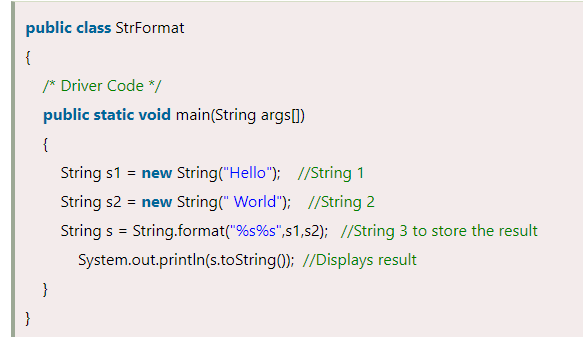 public class StrFormat
{
/* Driver Code */
public static void main(String args[])
{
String s1 = new String("Hello");    //String 1
String s2 = new String(" World");    //String 2
String s = String.format("%s%s",s1,s2);   //String 3 to store the result
System.out.println(s.toString());  //Displays result
}
}